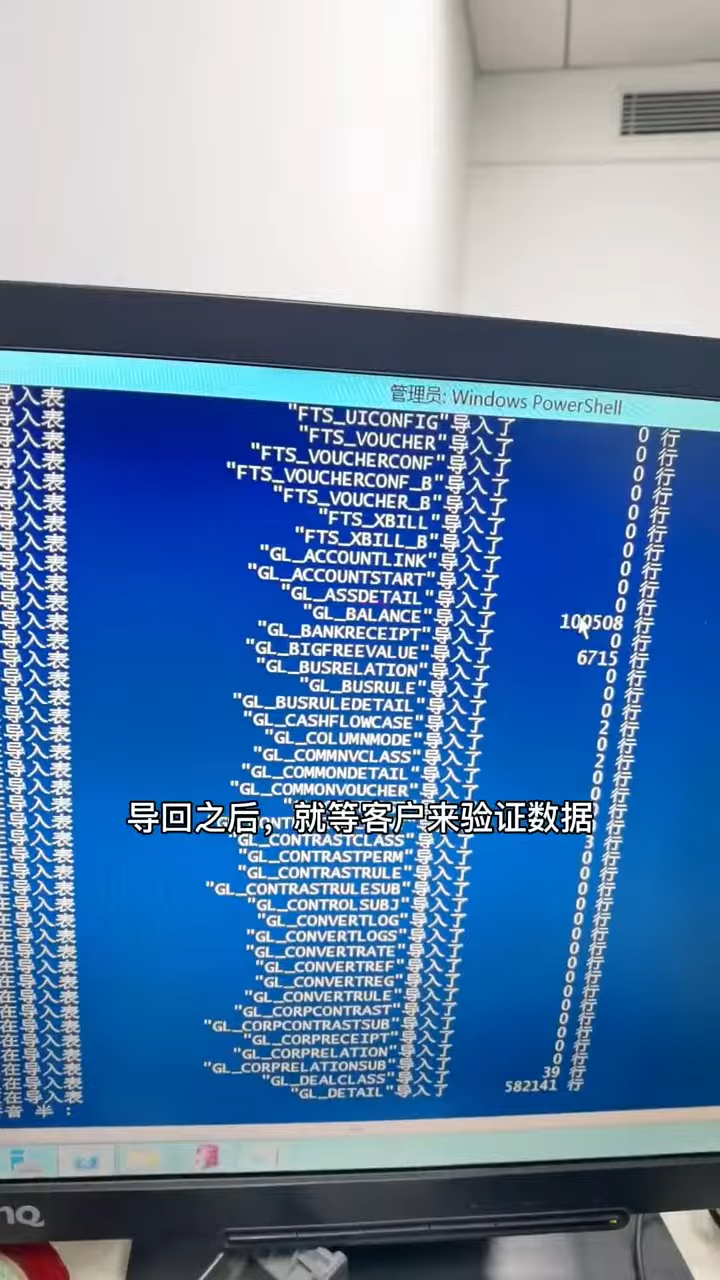 管理员: Windows PowerShell
导入表 "FTS_UICONFIG"导入了 0 行
导入表 "FTS_VOUCHER"导入了 0 行
导入表 "FTS_VOUCHERCONF"导入了 0 行
导入表 "FTS_VOUCHERCONF_B"导入了 0 行
导入表 "FTS_VOUCHER_B"导入了 0 行
导入表 "FTS_XBILL"导入了 0 行
导入表 "FTS_XBILL_B"导入了 0 行
导入表 "GL_ACCOUNTLINK"导入了 0 行
导入表 "GL_ACCOUNTSTART"导入了 0 行
导入表 "GL_ASSDETAIL"导入了 0 行
导入表 "GL_BALANCE"导入了 100508 行
导入表 "GL_BANKRECEIPT"导入了 0 行
导入表 "GL_BIGFREEVALUE"导入了 6715 行
导入表 "GL_BUSRELATION"导入了 0 行
导入表 "GL_BUSRULE"导入了 0 行
导入表 "GL_BUSRULEDETAIL"导入了 0 行
导入表 "GL_CASHFLOWCASE"导入了 2 行
导入表 "GL_COLUMNMODE"导入了 0 行
导入表 "GL_COMMNVCLASS"导入了 2 行
导入表 "GL_COMMONDETAIL"导入了 0 行
导入表 "GL_COMMONVOUCHER"导入了 0 行
导回之后，就等客户来验证数据
导入表 "GL_CONTRASTCLASS"导入了 3 行
在导入表 "GL_CONTRASTPERM"导入了 0 行
在导入表 "GL_CONTRASTRULE"导入了 0 行
在导入表 "GL_CONTRASTRULESUB"导入了 0 行
在导入表 "GL_CONTROLSUBJ"导入了 0 行
在导入表 "GL_CONVERTLOG"导入了 0 行
在导入表 "GL_CONVERTLOGS"导入了 0 行
在导入表 "GL_CONVERTRATE"导入了 0 行
在导入表 "GL_CONVERTREF"导入了 0 行
在导入表 "GL_CONVERTREG"导入了 0 行
在导入表 "GL_CONVERTRULE"导入了 0 行
在导入表 "GL_CORPCONTRAST"导入了 0 行
在导入表 "GL_CORPCONTRASTSUB"导入了 0 行
在导入表 "GL_CORPRECEIPT"导入了 0 行
在导入表 "GL_CORPRELATION"导入了 0 行
在导入表 "GL_CORPRELATIONSUB"导入了 0 行
在导入表 "GL_DEALCLASS"导入了 39 行
在导入表 "GL_DETAIL"导入了 582141 行
半 :